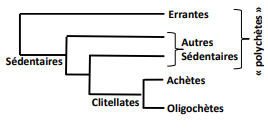 Errantes
Autres
Sédentaires
Sédentaires
Achètes
Clitellates
Oligochètes
« polychètes »